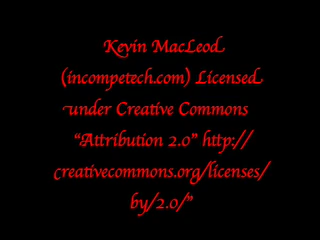 Kevin MacLeod
(incompetech.com) Licensed
under Creative Commons
"Attribution 2.0" http://
creativecommons.org/licenses/
by/2.0/"